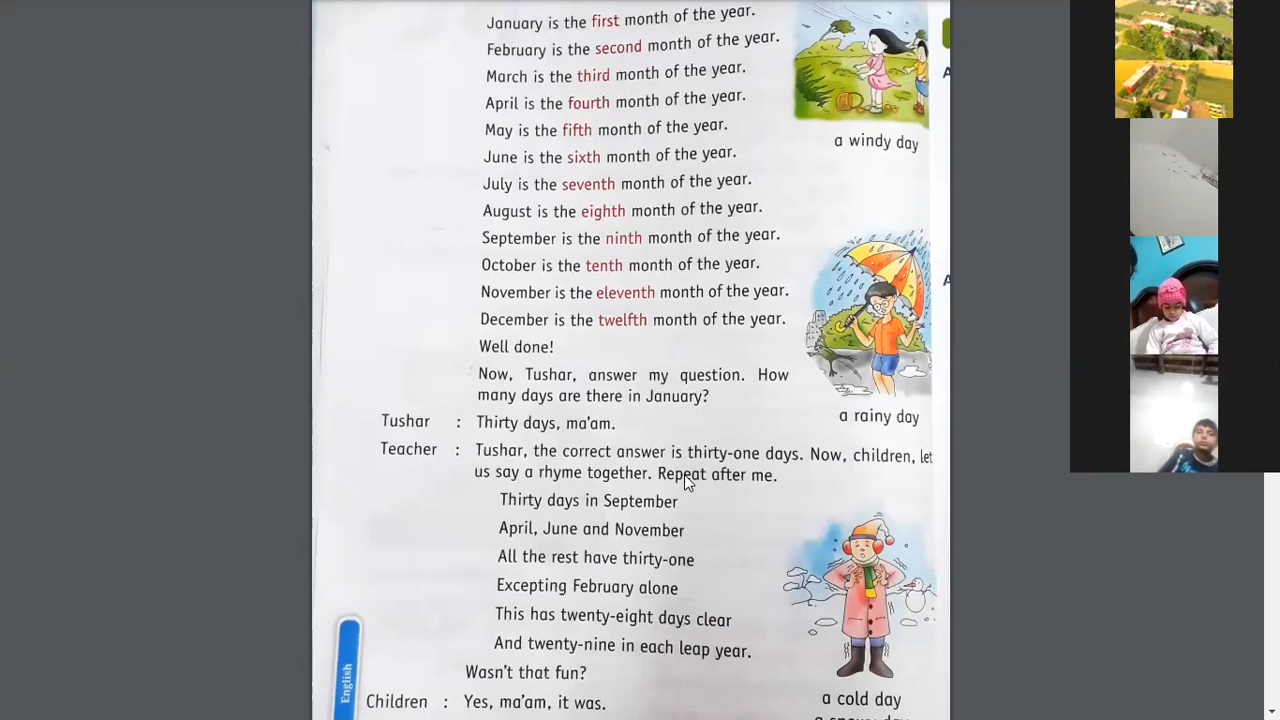 January is the first month of the year.
February is the second month of the year.
March is the third month of the year.
April is the fourth month of the year.
May is the fifth month of the year.
June is the sixth month of the year.
July is the seventh month of the year.
August is the eighth month of the year.
September is the ninth month of the year.
October is the tenth month of the year.
November is the eleventh month of the year.
December is the twelfth month of the year.
Well done!
Now, Tushar, answer my question. How
many days are there in January?
Tushar : Thirty days, ma'am.
Teacher : Tushar, the correct answer is thirty-one days. Now, children, let
us say a rhyme together. Repeat after me.
Thirty days in September
April, June and November
All the rest have thirty-one
Excepting February alone
This has twenty-eight days clear
And twenty-nine in each leap year.
Wasn't that fun?
Children : Yes, ma'am, it was.
a windy day
a rainy day
a cold day
a snowy day
English